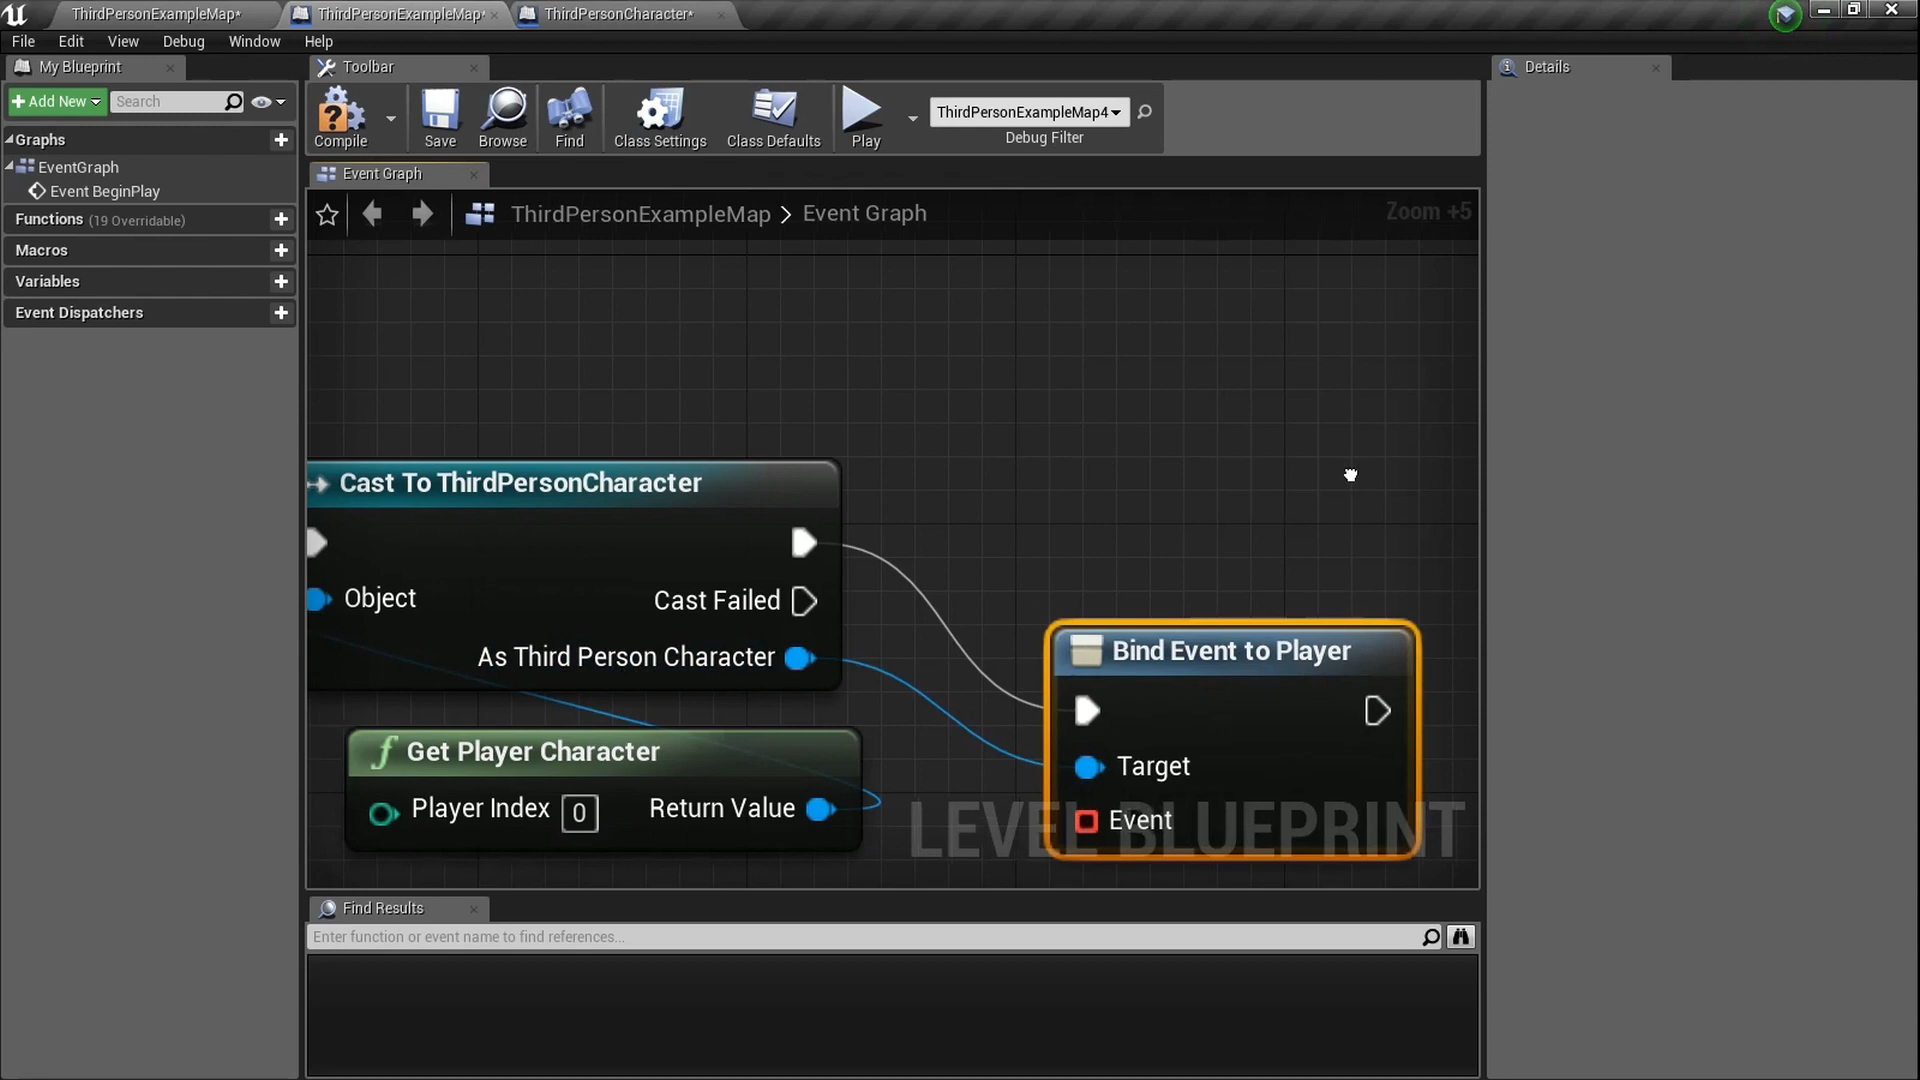 ThirdPersonExampleMap*
ThirdPersonExampleMap*
ThirdPersonCharacter*
File Edit View Debug Window Help
My Blueprint
Toolbar
Details
Add New
Search
Compile
Save
Browse
Find
Class Settings
Class Defaults
Play
ThirdPersonExampleMap4
Debug Filter
Graphs
EventGraph
Event BeginPlay
Functions (19 Overridable)
Macros
Variables
Event Dispatchers
Event Graph
ThirdPersonExampleMap > Event Graph
Zoom +5
Cast To ThirdPersonCharacter
Object
Cast Failed
As Third Person Character
Get Player Character
Player Index 0
Return Value
Bind Event to Player
Target
Event
LEVEL BLUEPRINT
Find Results
Enter function or event name to find references...